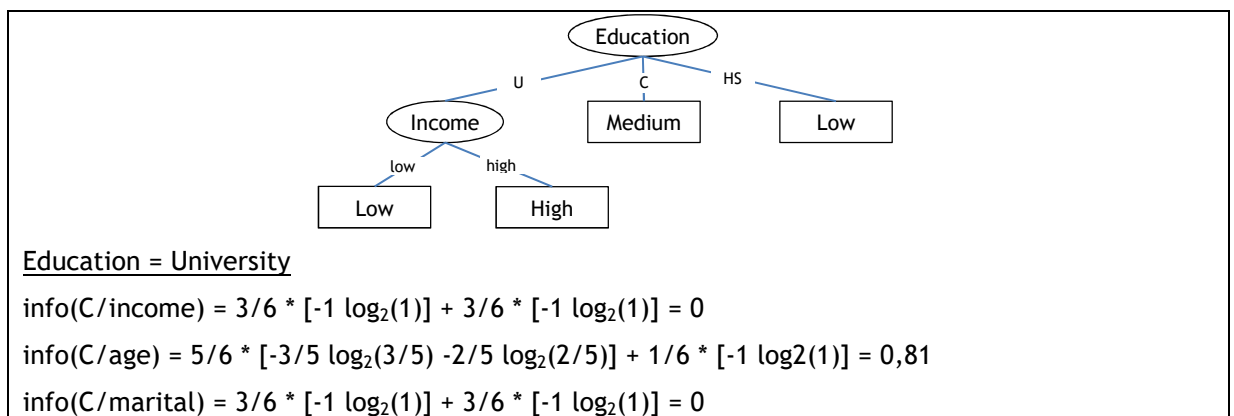 Education
U C HS
Income Medium Low
low high
Low High
Education = University
info(C/income) = 3/6 * [-1 log₂(1)] + 3/6 * [-1 log₂(1)] = 0
info(C/age) = 5/6 * [-3/5 log₂(3/5) -2/5 log₂(2/5)] + 1/6 * [-1 log2(1)] = 0,81
info(C/marital) = 3/6 * [-1 log₂(1)] + 3/6 * [-1 log₂(1)] = 0